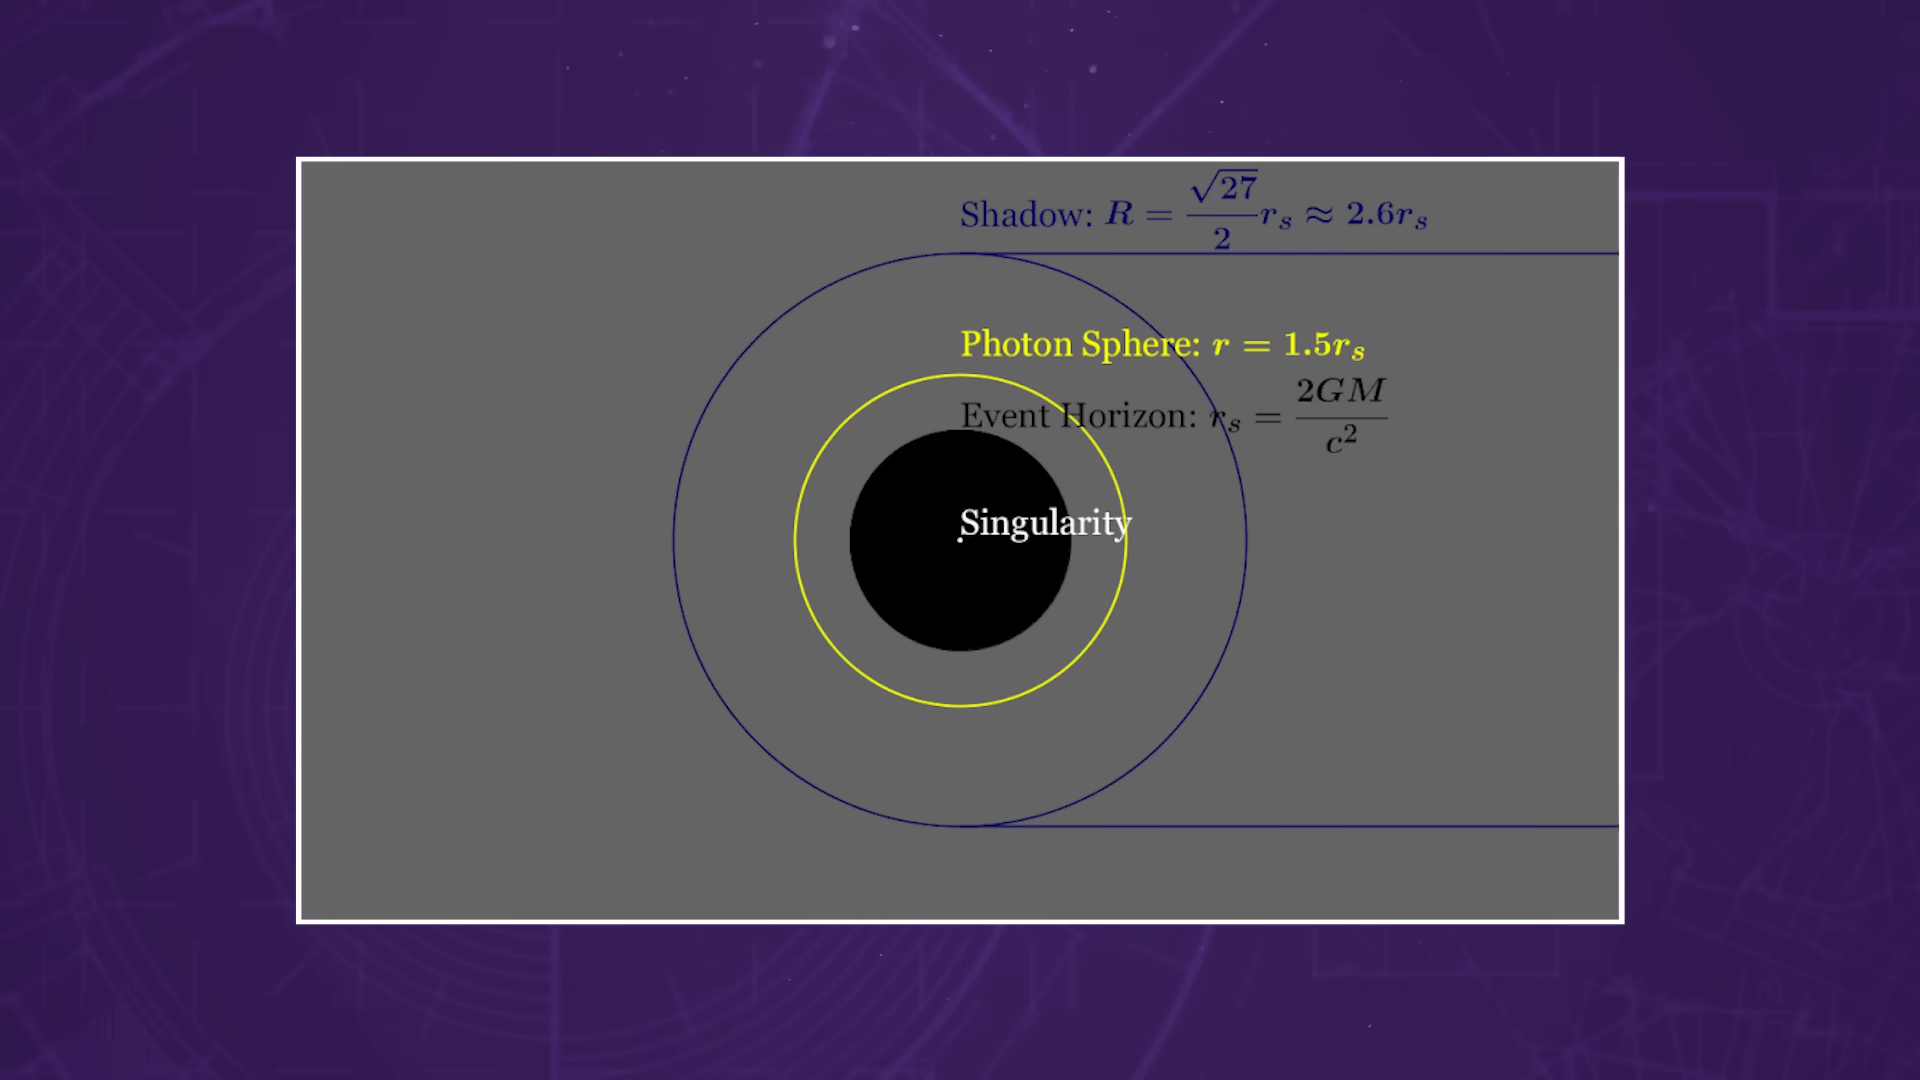 Shadow: R = √27/2 r_s ≈ 2.6r_s
Photon Sphere: r = 1.5r_s
Event Horizon: r_s = 2GM/c²
Singularity